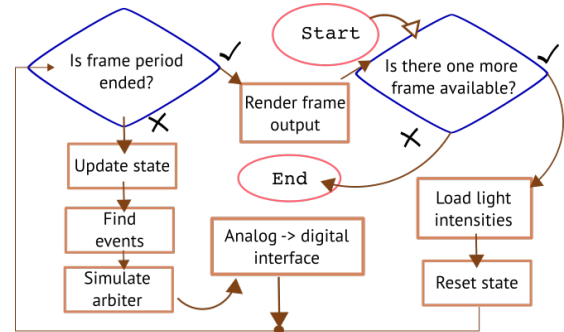 Is frame period
ended?
Start
Is there one more
frame available?
Render frame
output
Update state
End
Load light
intensities
Find
events
Analog -> digital
interface
Simulate
arbiter
Reset state